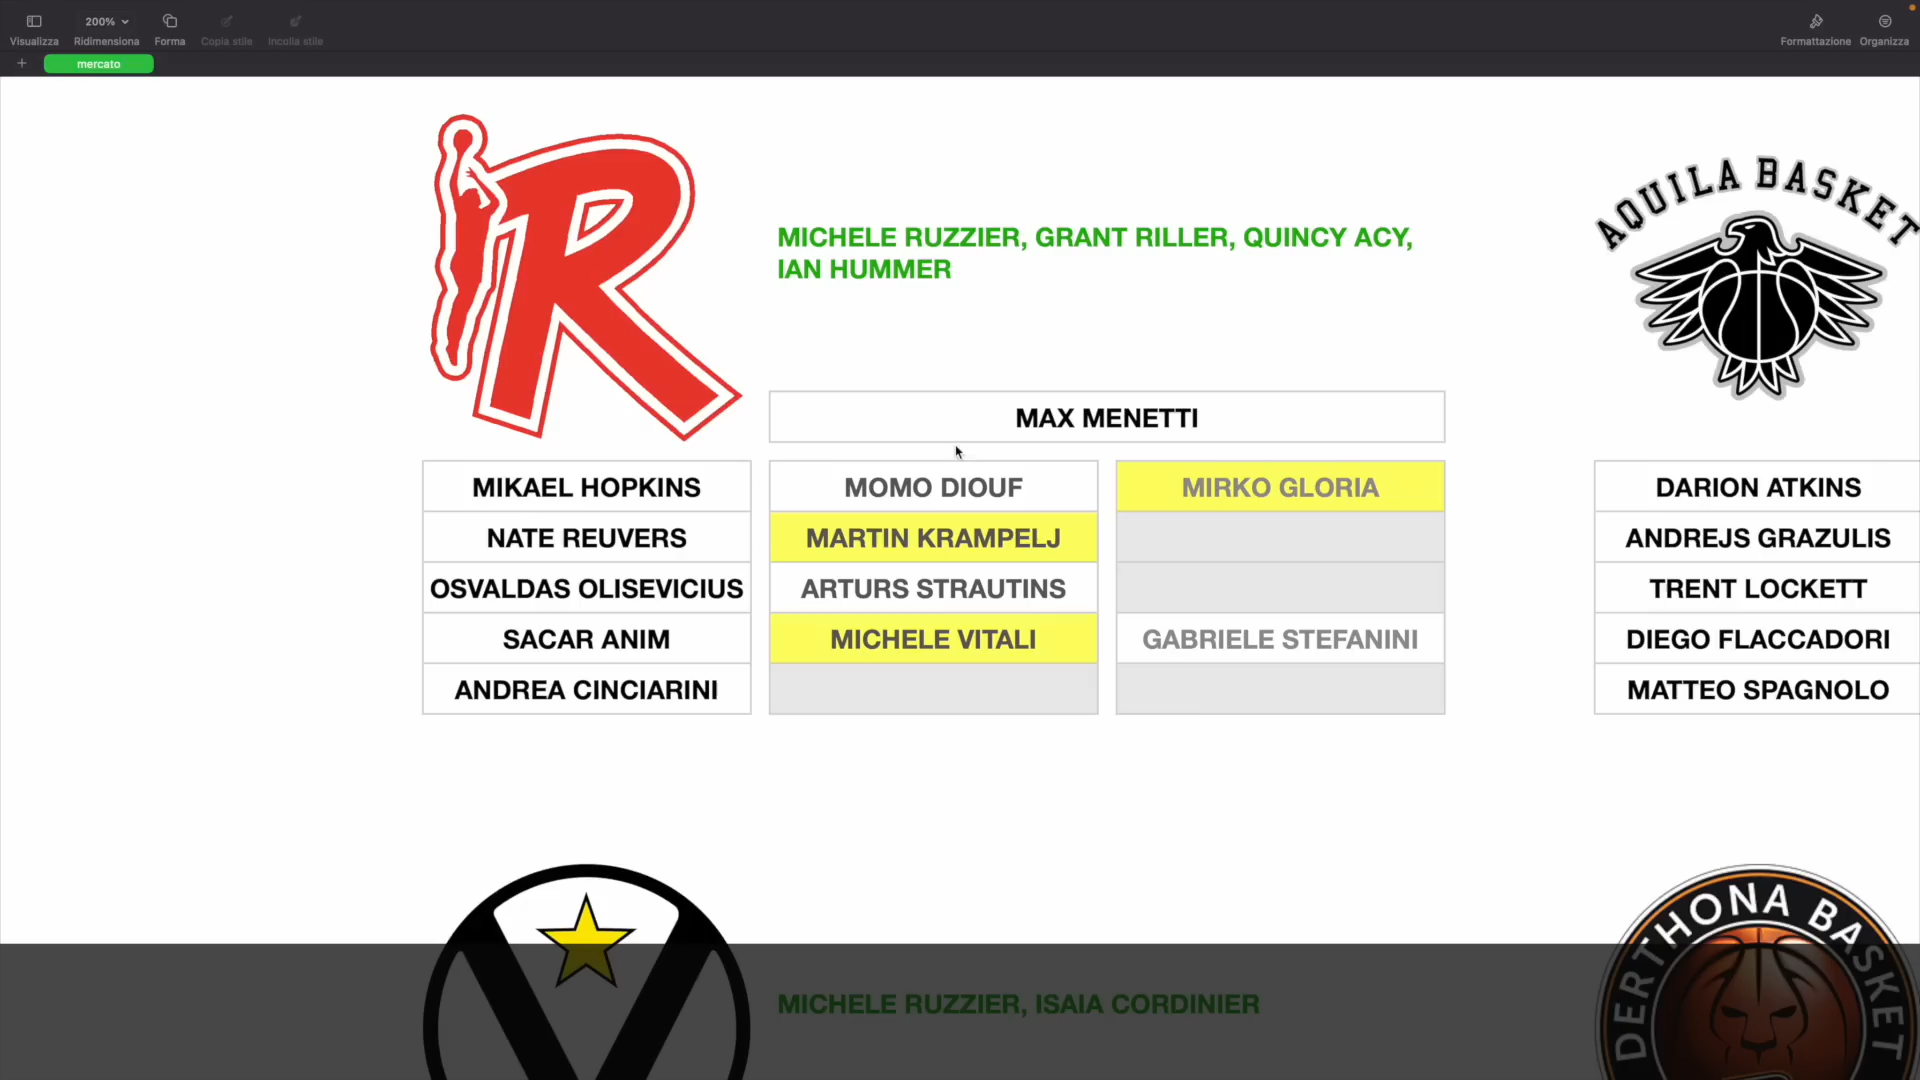 Visualizza
200%
Ridimensiona
Forma
Copia stile
Incolla stile
Formattazione
Organizza
+ mercato
R
AQUILA BASKET
MICHELE RUZZIER, GRANT RILLER, QUINCY ACY,
IAN HUMMER
MAX MENETTI
MIKAEL HOPKINS
MOMO DIOUF
MIRKO GLORIA
DARION ATKINS
NATE REUVERS
MARTIN KRAMPELJ
ANDREJS GRAZULIS
OSVALDAS OLISEVICIUS
ARTURS STRAUTINS
TRENT LOCKETT
SACAR ANIM
MICHELE VITALI
GABRIELE STEFANINI
DIEGO FLACCADORI
ANDREA CINCIARINI
MATTEO SPAGNOLO
V
MICHELE RUZZIER, ISAIA CORDINIER
DERTHONA BASKET